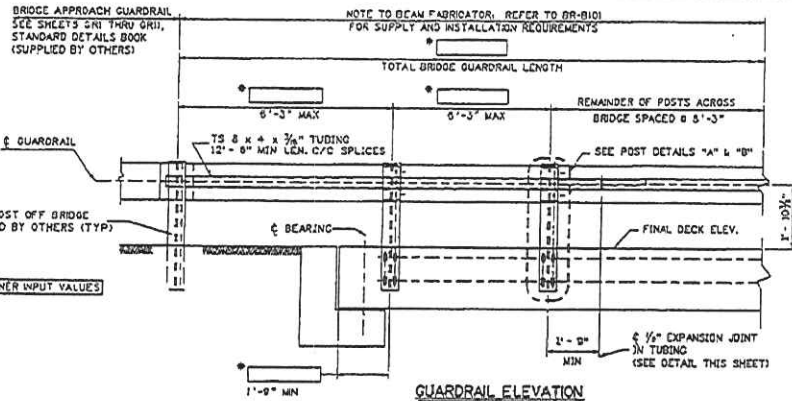 BRIDGE APPROACH GUARDRAIL
SEE SHEETS GR1 THRU GR11,
STANDARD DETAILS BOOK
(SUPPLIED BY OTHERS)
NOTE TO BEAM FABRICATOR: REFER TO BR-B101
FOR SUPPLY AND INSTALLATION REQUIREMENTS
*
TOTAL BRIDGE GUARDRAIL LENGTH
*
6'-3" MAX
*
6'-3" MAX
REMAINDER OF POSTS ACROSS
BRIDGE SPACED @ 6'-3"
℄ GUARDRAIL
TS 8 x 4 x 3/16" TUBING
12'-6" MIN LEN. C/C SPLICES
SEE POST DETAILS "A" & "B"
OST OFF BRIDGE
D BY OTHERS (TYP)
℄ BEARING
FINAL DECK ELEV.
NER INPUT VALUES
1'-9"
MIN
℄ 1/2" EXPANSION JOINT
IN TUBING
(SEE DETAIL THIS SHEET)
*
1'-9" MIN
GUARDRAIL ELEVATION